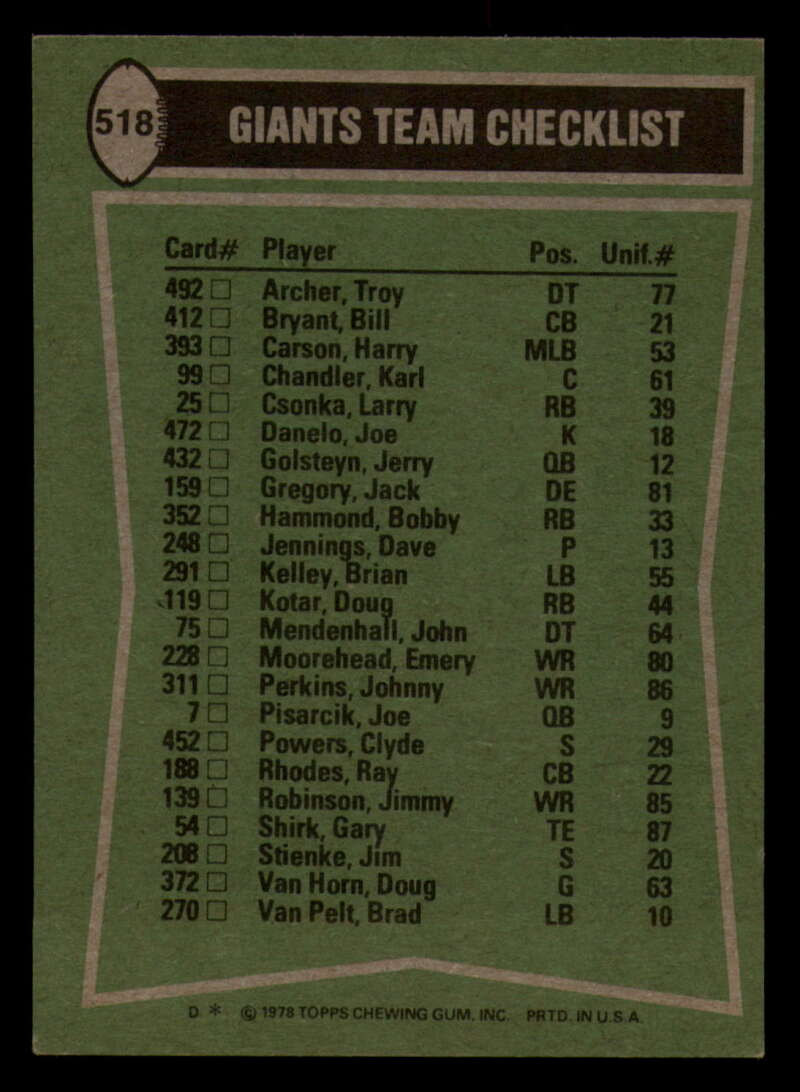 518 GIANTS TEAM CHECKLIST
Card# Player Pos. Unif.#
492 □ Archer, Troy DT 77
412 □ Bryant, Bill CB 21
393 □ Carson, Harry MLB 53
99 □ Chandler, Karl C 61
25 □ Csonka, Larry RB 39
472 □ Danelo, Joe K 18
432 □ Golsteyn, Jerry QB 12
159 □ Gregory, Jack DE 81
352 □ Hammond, Bobby RB 33
248 □ Jennings, Dave P 13
291 □ Kelley, Brian LB 55
119 □ Kotar, Doug RB 44
75 □ Mendenhall, John DT 64
228 □ Moorehead, Emery WR 80
311 □ Perkins, Johnny WR 86
7 □ Pisarcik, Joe QB 9
452 □ Powers, Clyde S 29
188 □ Rhodes, Ray CB 22
139 □ Robinson, Jimmy WR 85
54 □ Shirk, Gary TE 87
208 □ Stienke, Jim S 20
372 □ Van Horn, Doug G 63
270 □ Van Pelt, Brad LB 10
D * © 1978 TOPPS CHEWING GUM, INC. PRTD. IN U.S.A.